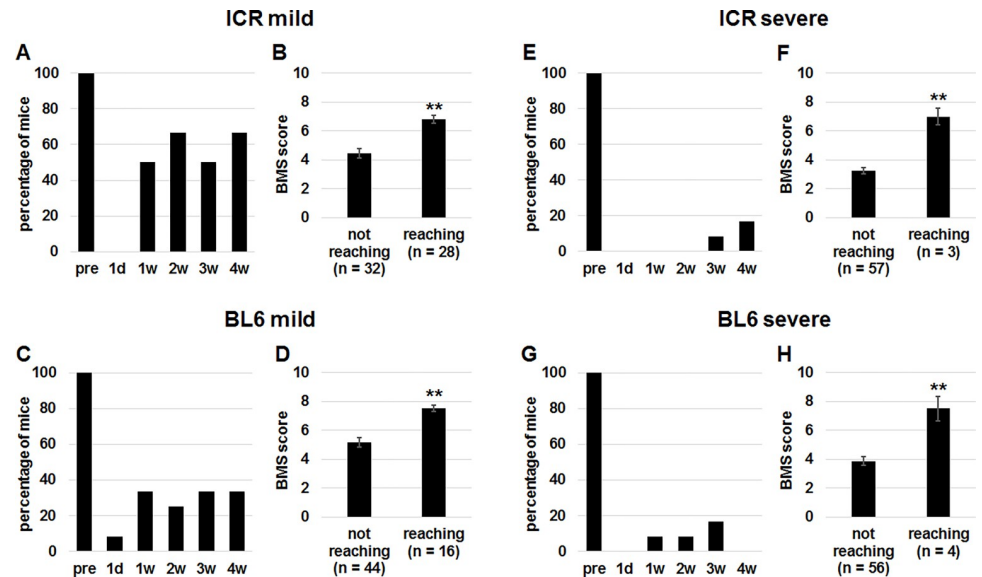 ICR mild
ICR severe
A
percentage of mice
100
80
60
40
20
0
pre 1d 1w 2w 3w 4w
B
BMS score
10
8
6
4
2
0
**
not reaching
(n = 32)
reaching
(n = 28)
E
percentage of mice
100
80
60
40
20
0
pre 1d 1w 2w 3w 4w
F
BMS score
10
8
6
4
2
0
**
not reaching
(n = 57)
reaching
(n = 3)
BL6 mild
BL6 severe
C
percentage of mice
100
80
60
40
20
0
pre 1d 1w 2w 3w 4w
D
BMS score
10
8
6
4
2
0
**
not
reaching
(n = 44)
reaching
(n = 16)
G
percentage of mice
100
80
60
40
20
0
pre 1d 1w 2w 3w 4w
H
BMS score
10
8
6
4
2
0
**
not
reaching
(n = 56)
reaching
(n = 4)